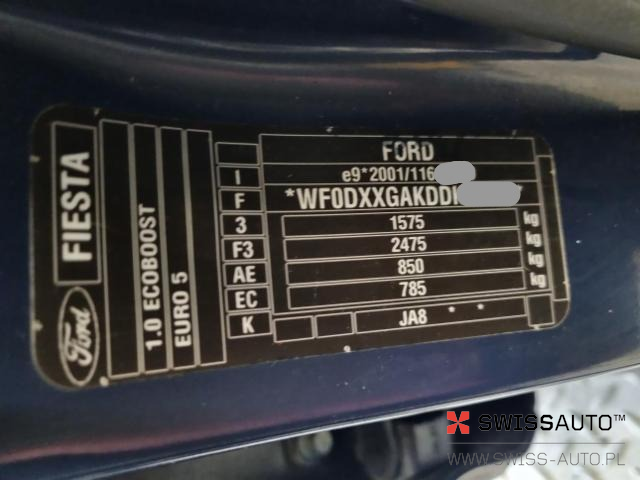 FORD
I e9*2001/116
F *WF0DXXGAKDD
3 1575 kg
F3 2475 kg
AE 850 kg
EC 785 kg
K JA8 * *
FIESTA
1.0 ECOBOOST
EURO 5
Ford
SWISSAUTO™
WWW.SWISS-AUTO.PL